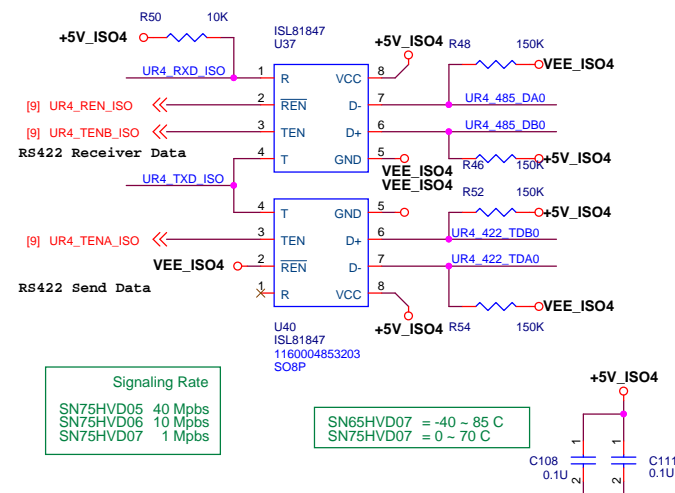 R50 10K
+5V_ISO4
ISL81847
U37
+5V_ISO4 R48 150K
VEE_ISO4
UR4_RXD_ISO 1 R VCC 8
[9] UR4_REN_ISO 2 REN D- 7 UR4_485_DA0
[9] UR4_TENB_ISO 3 TEN D+ 6 UR4_485_DB0
RS422 Receiver Data
4 T GND 5
VEE_ISO4
R46 150K +5V_ISO4
UR4_TXD_ISO
VEE_ISO4
R52 150K
4 T GND 5 +5V_ISO4
[9] UR4_TENA_ISO 3 TEN D+ 6 UR4_422_TDB0
VEE_ISO4 2 REN D- 7 UR4_422_TDA0
RS422 Send Data
1 R VCC 8
VEE_ISO4
+5V_ISO4 R54 150K
U40
ISL81847
1160004853203
SO8P
Signaling Rate
SN75HVD05 40 Mpbs
SN75HVD06 10 Mpbs
SN75HVD07 1 Mpbs
SN65HVD07 = -40 ~ 85 C
SN75HVD07 = 0 ~ 70 C
+5V_ISO4
1 1
C108 C111
0.1U 0.1U
2 2